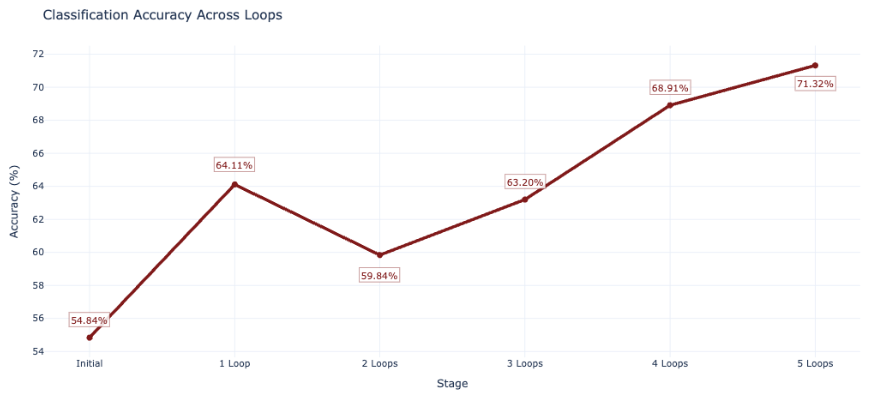 Classification Accuracy Across Loops
72
70
68
66
64
62
60
58
56
54
Accuracy (%)
54.84%
64.11%
59.84%
63.20%
68.91%
71.32%
Initial
1 Loop
2 Loops
3 Loops
4 Loops
5 Loops
Stage